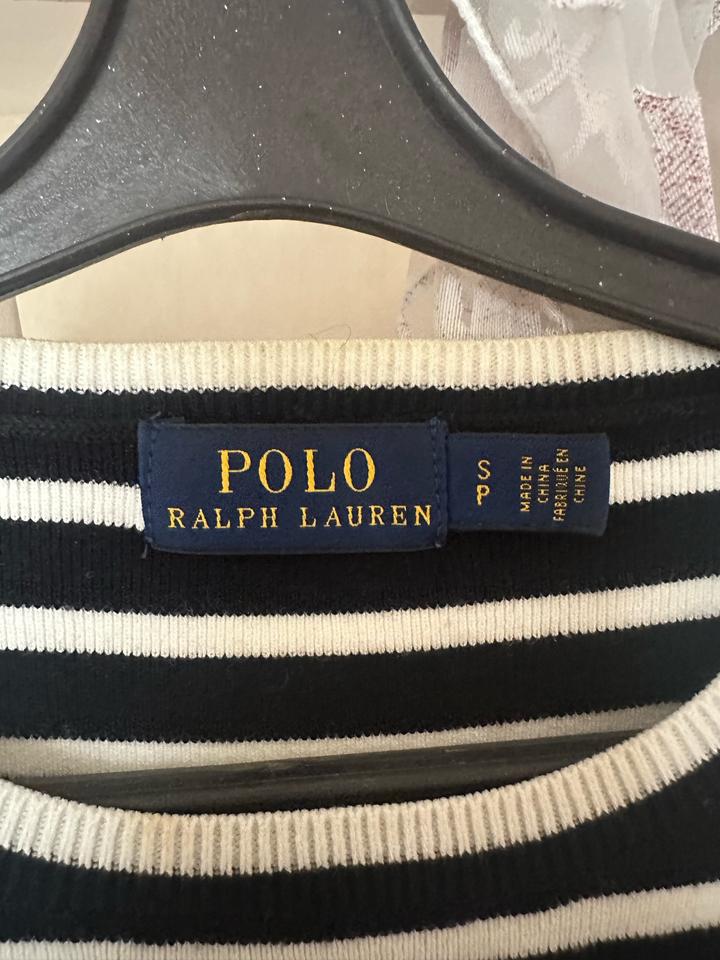 POLO
RALPH LAUREN
S
P
MADE IN
CHINA
FABRIQUÉ EN
CHINE